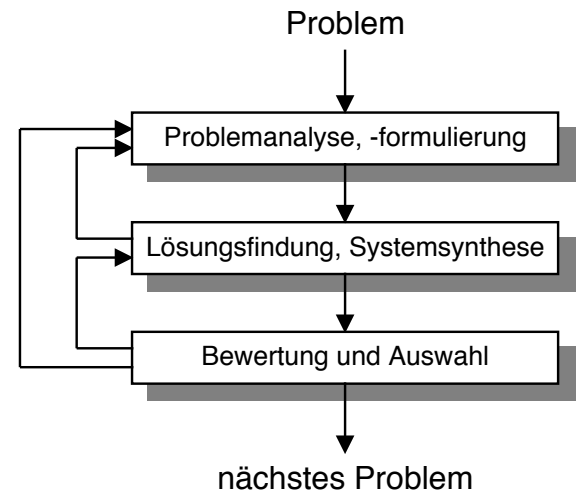 Problem
Problemanalyse, -formulierung
Lösungsfindung, Systemsynthese
Bewertung und Auswahl
nächstes Problem